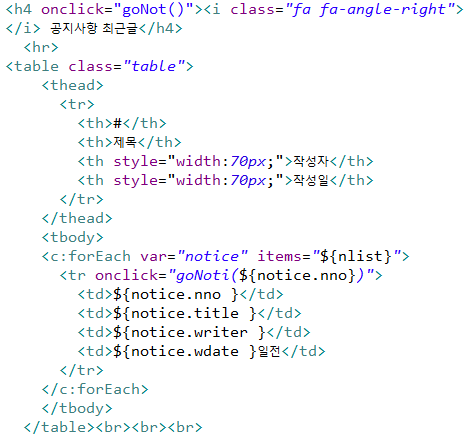 <h4 onclick="goNot()"><i class="fa fa-angle-right">
</i> 공지사항 최근글</h4>
<hr>
<table class="table">
<thead>
<tr>
<th>#</th>
<th>제목</th>
<th style="width:70px;">작성자</th>
<th style="width:70px;">작성일</th>
</tr>
</thead>
<tbody>
<c:forEach var="notice" items="${nlist}">
<tr onclick="goNoti(${notice.nno})">
<td>${notice.nno }</td>
<td>${notice.title }</td>
<td>${notice.writer }</td>
<td>${notice.wdate }일전</td>
</tr>
</c:forEach>
</tbody>
</table><br><br><br>